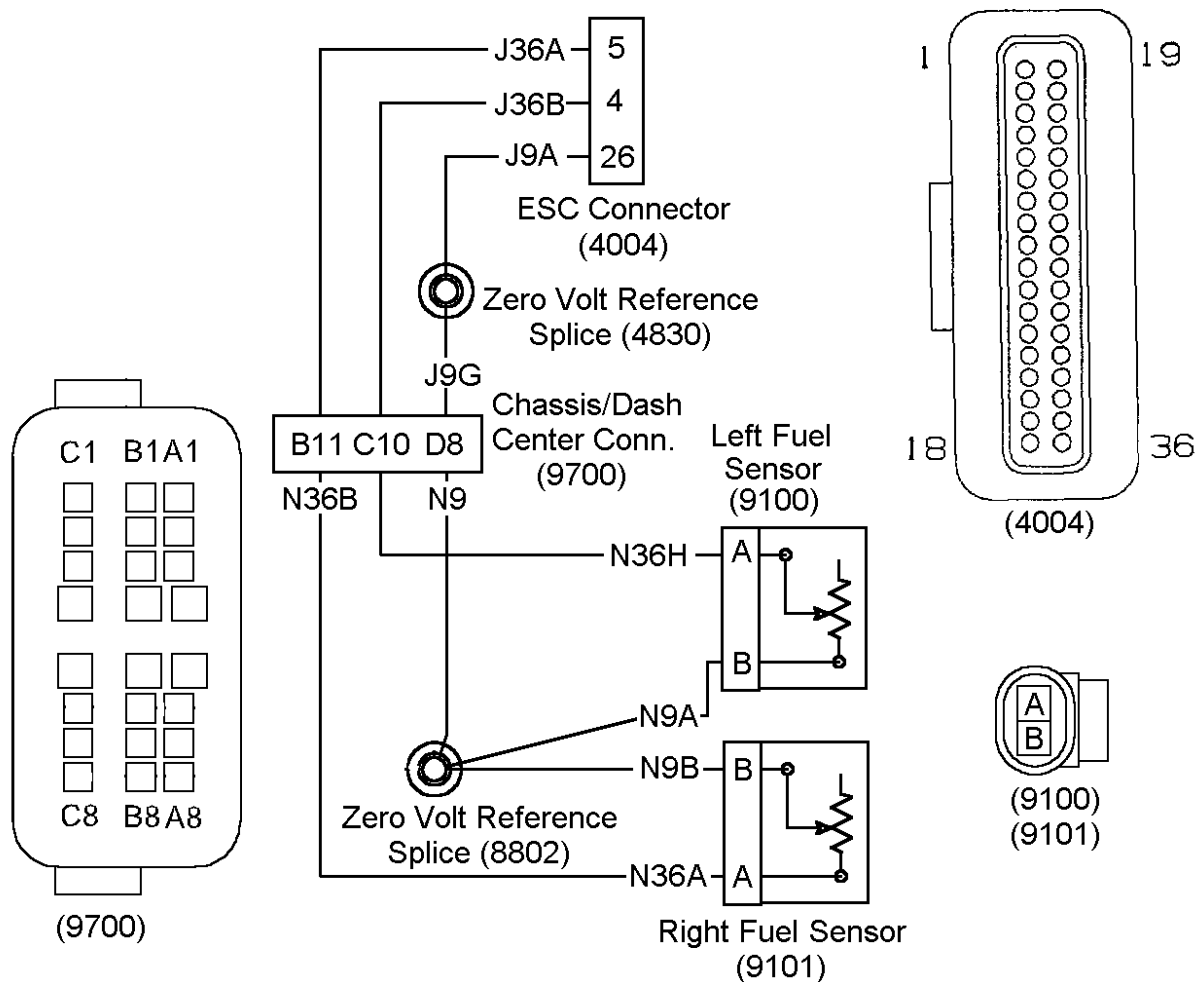 J36A
5
J36B
4
J9A
26
ESC Connector
(4004)
Zero Volt Reference
Splice (4830)
J9G
Chassis/Dash
Center Conn.
(9700)
B11 C10 D8
N36B
N9
Left Fuel
Sensor
(9100)
N36H
A
B
N9A
N9B
B
N36A
A
Zero Volt Reference
Splice (8802)
Right Fuel Sensor
(9101)
C1 B1 A1
C8 B8 A8
(9700)
1
19
18
36
(4004)
A
B
(9100)
(9101)